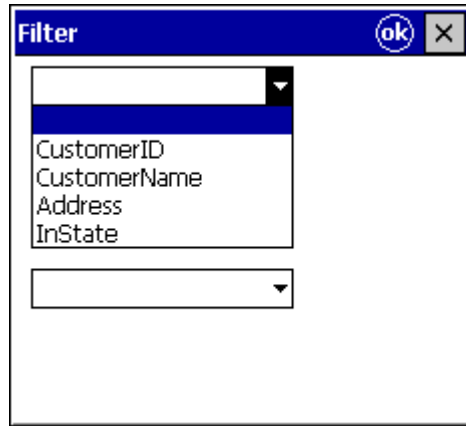 Filter ok
CustomerID
CustomerName
Address
InState